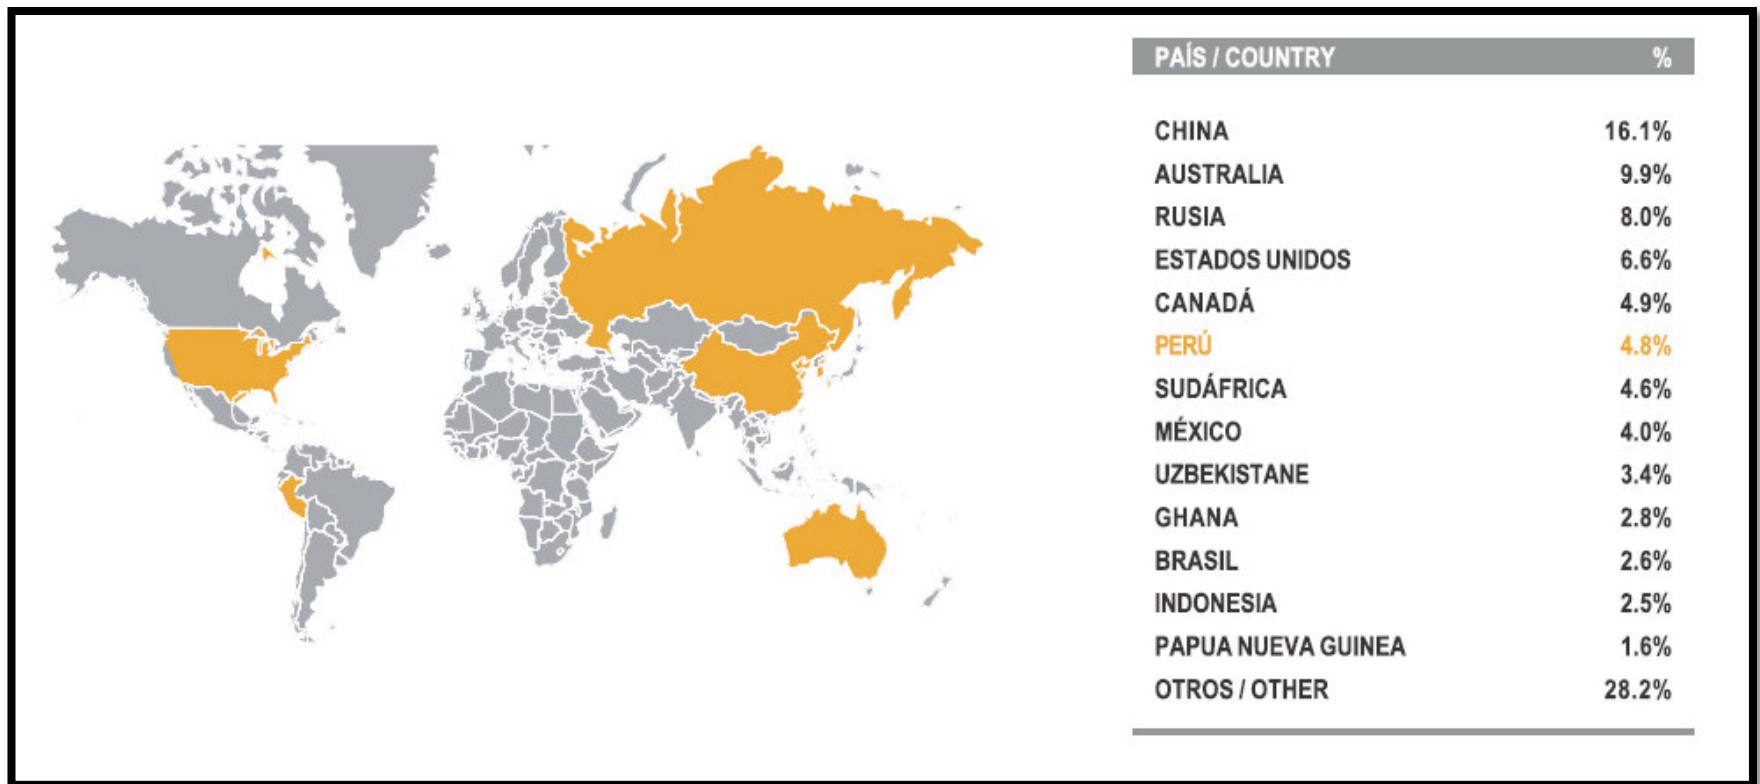 PAÍS / COUNTRY %
CHINA 16.1%
AUSTRALIA 9.9%
RUSIA 8.0%
ESTADOS UNIDOS 6.6%
CANADÁ 4.9%
PERÚ 4.8%
SUDÁFRICA 4.6%
MÉXICO 4.0%
UZBEKISTANE 3.4%
GHANA 2.8%
BRASIL 2.6%
INDONESIA 2.5%
PAPUA NUEVA GUINEA 1.6%
OTROS / OTHER 28.2%